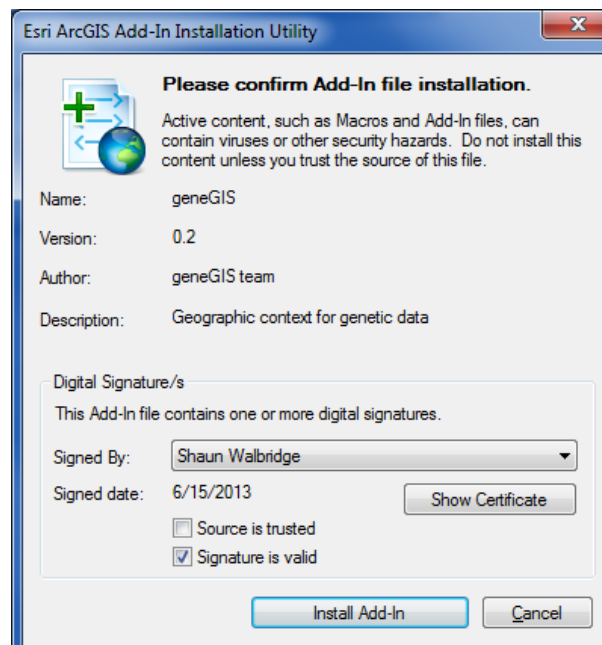 Esri ArcGIS Add-In Installation Utility
Please confirm Add-In file installation.
Active content, such as Macros and Add-In files, can
contain viruses or other security hazards. Do not install this
content unless you trust the source of this file.
Name: geneGIS
Version: 0.2
Author: geneGIS team
Description: Geographic context for genetic data
Digital Signature/s
This Add-In file contains one or more digital signatures.
Signed By: Shaun Walbridge
Signed date: 6/15/2013 Show Certificate
Source is trusted
Signature is valid
Install Add-In Cancel